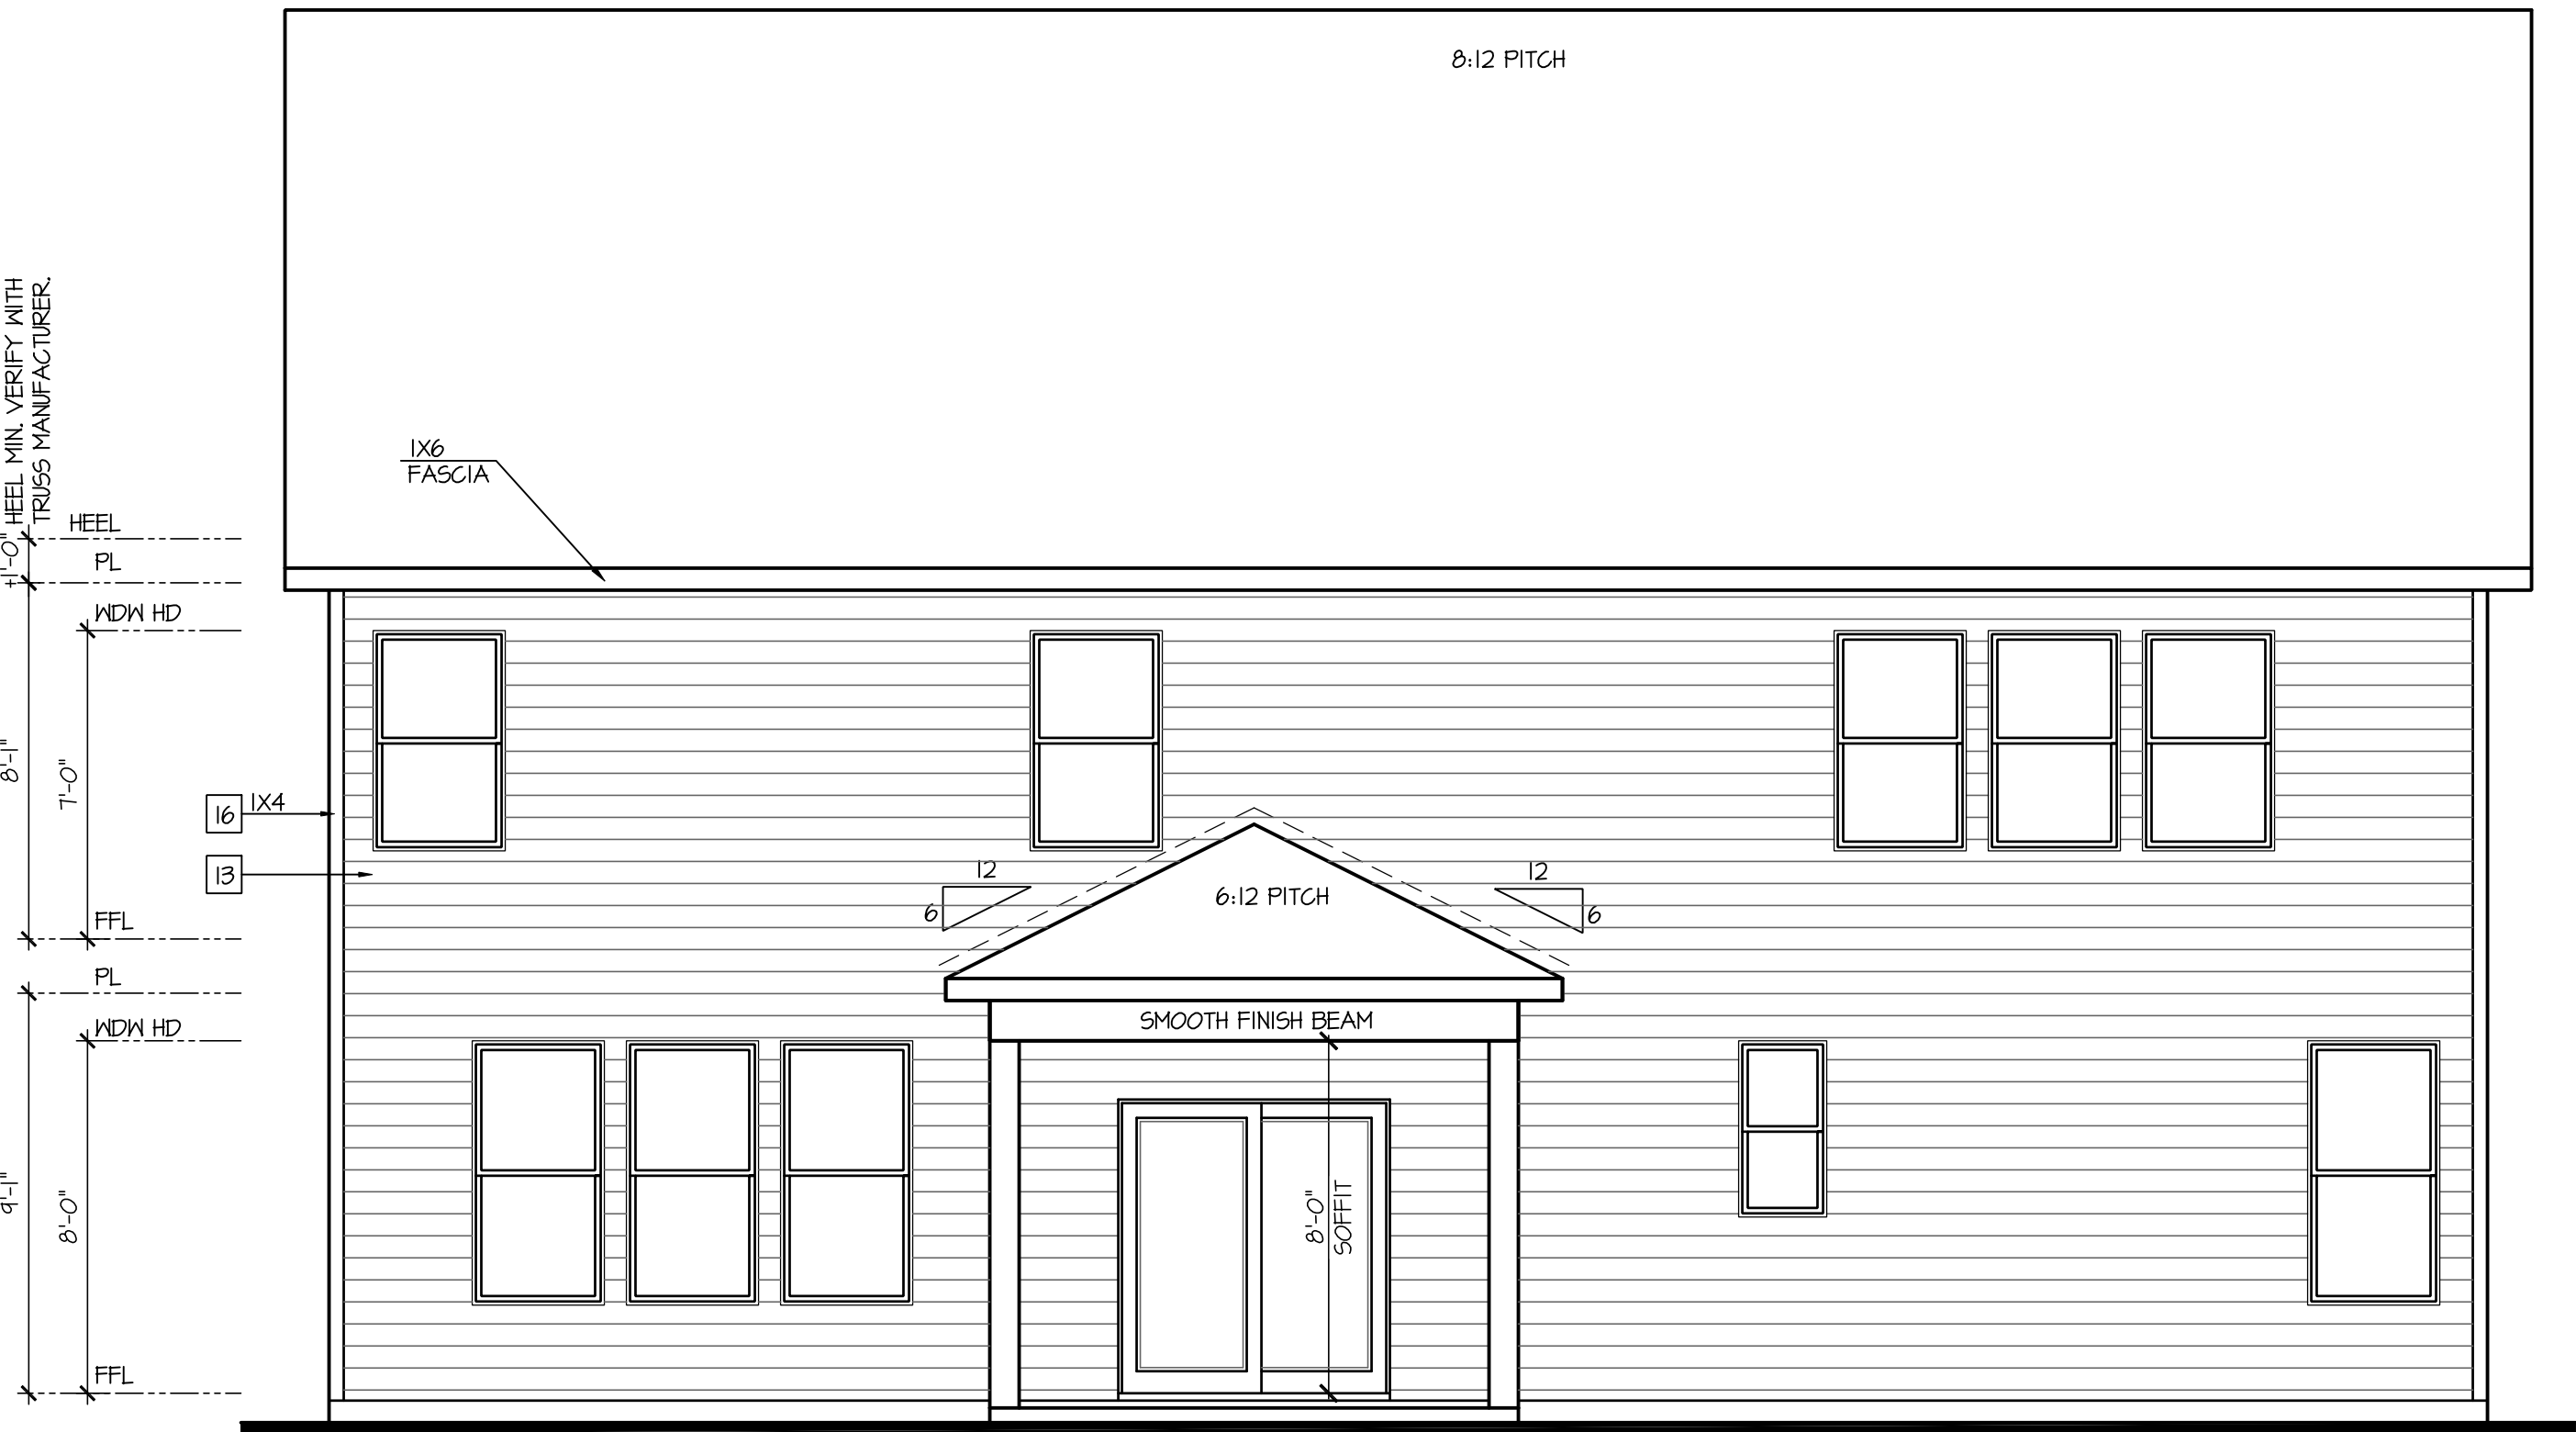 8:12 PITCH
±1'-0" HEEL MIN. VERIFY WITH
TRUSS MANUFACTURER.
1X6
FASCIA
HEEL
PL
WDW HD
8'-1"
7'-0"
16
1X4
13
12
6
6:12 PITCH
12
6
FFL
PL
SMOOTH FINISH BEAM
WDW HD
9'-1"
8'-0"
8'-0"
SOFFIT
FFL